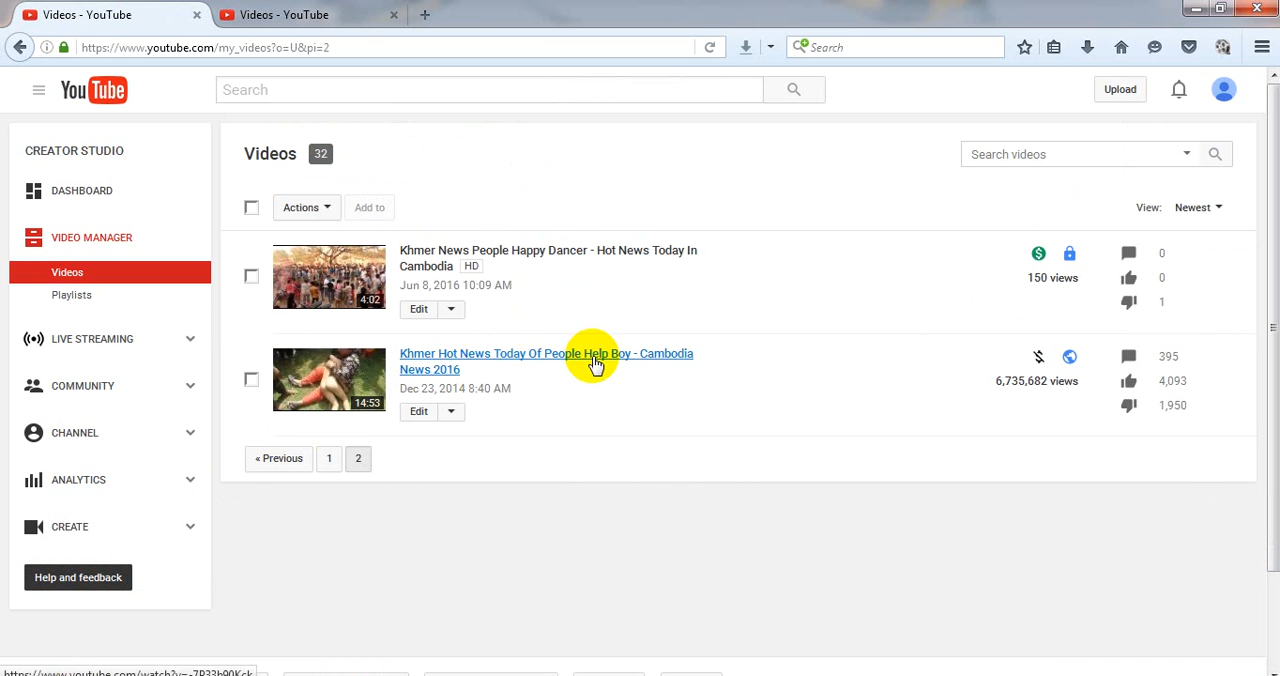 Videos - YouTube
Videos - YouTube
https://www.youtube.com/my_videos?o=U&pi=2
Search
YouTube
Search
Upload
CREATOR STUDIO
DASHBOARD
VIDEO MANAGER
Videos
Playlists
LIVE STREAMING
COMMUNITY
CHANNEL
ANALYTICS
CREATE
Help and feedback
Videos 32
Search videos
Actions
Add to
View: Newest
4:02
Khmer News People Happy Dancer - Hot News Today In
Cambodia HD
Jun 8, 2016 10:09 AM
Edit
150 views
0
0
1
14:53
Khmer Hot News Today Of People Help Boy - Cambodia
News 2016
Dec 23, 2014 8:40 AM
Edit
6,735,682 views
395
4,093
1,950
« Previous
1
2